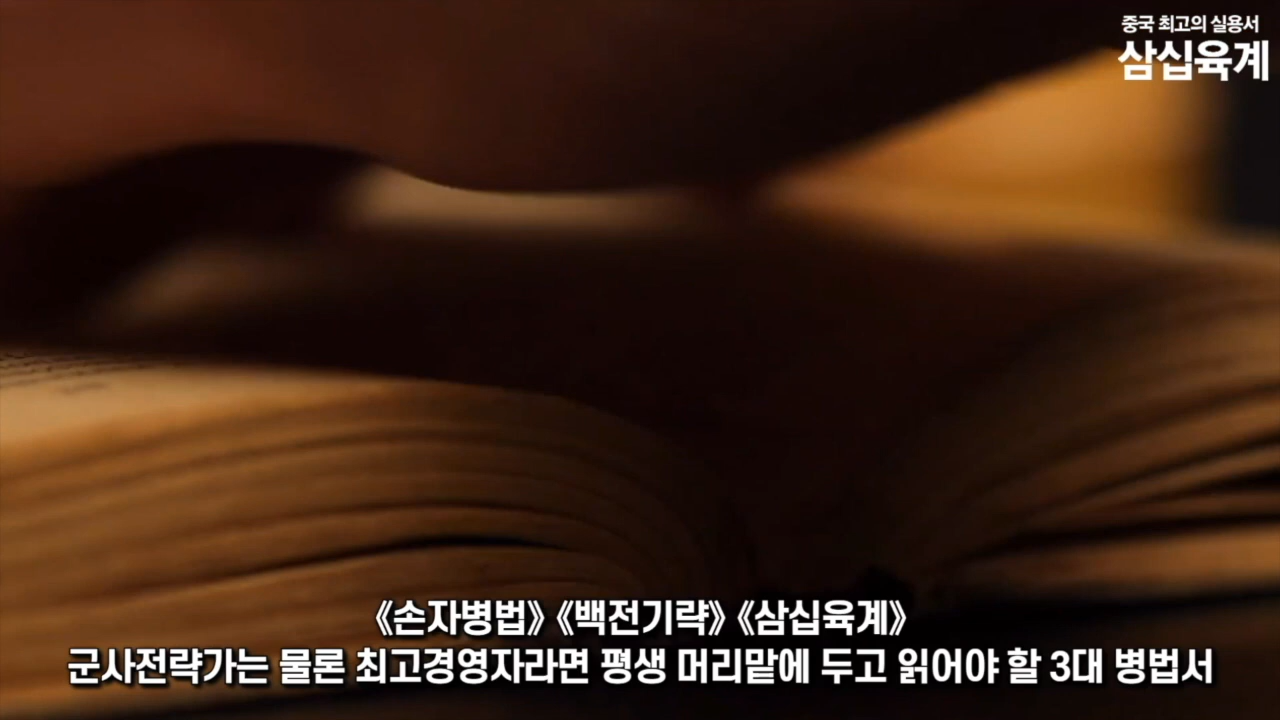 중국 최고의 실용서
삼십육계
《손자병법》《백전기략》《삼십육계》
군사전략가는 물론 최고경영자라면 평생 머리맡에 두고 읽어야 할 3대 병법서